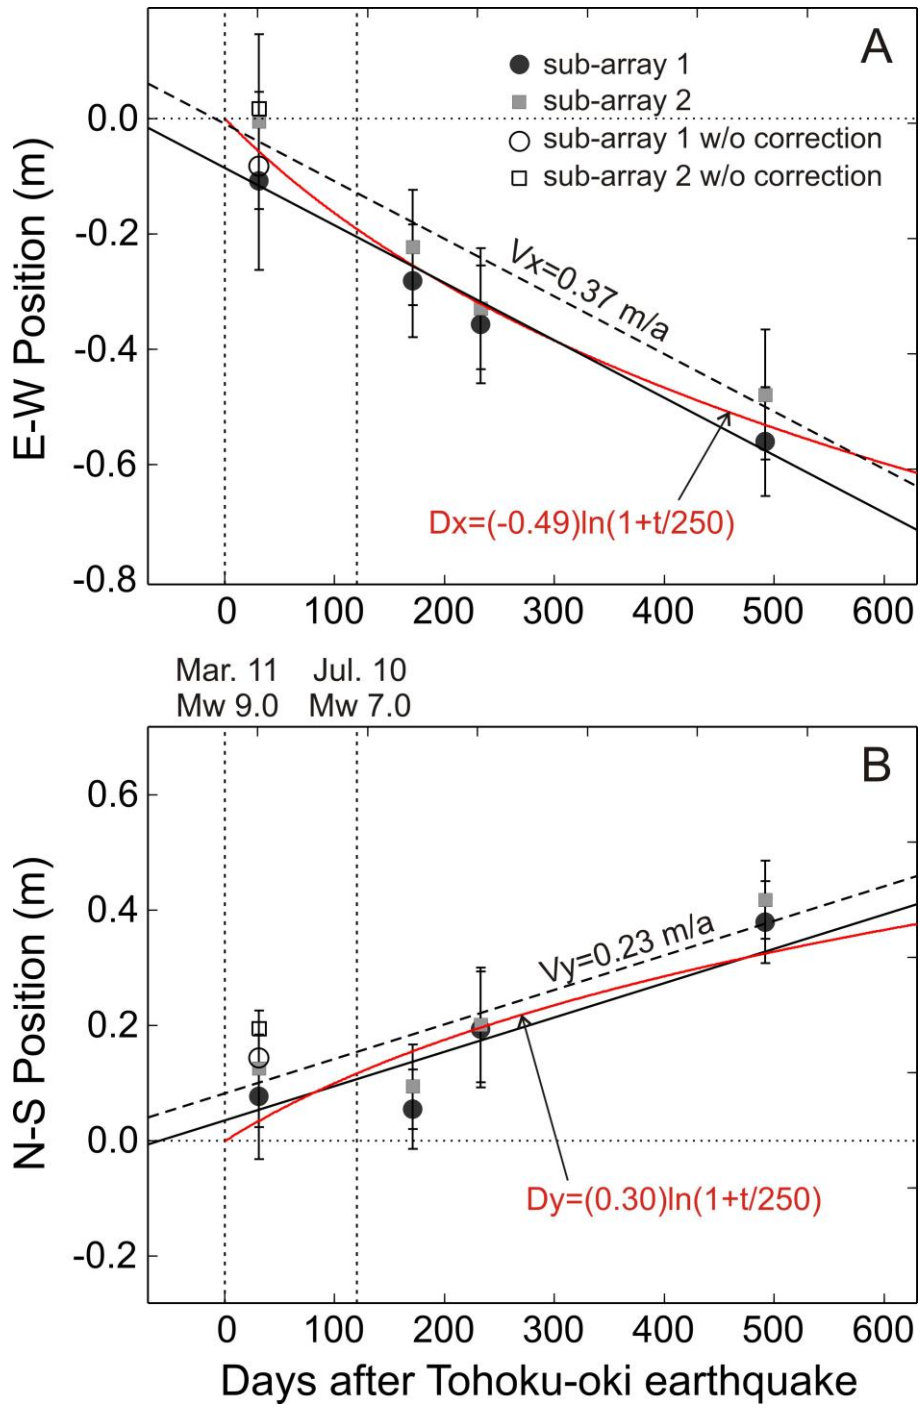 A
sub-array 1
sub-array 2
sub-array 1 w/o correction
sub-array 2 w/o correction
E-W Position (m)
0.0
-0.2
-0.4
-0.6
-0.8
Vx=0.37 m/a
Dx=(-0.49)ln(1+t/250)
0 100 200 300 400 500 600
Mar. 11 Jul. 10
Mw 9.0 Mw 7.0
B
N-S Position (m)
0.6
0.4
0.2
0.0
-0.2
Vy=0.23 m/a
Dy=(0.30)ln(1+t/250)
0 100 200 300 400 500 600
Days after Tohoku-oki earthquake